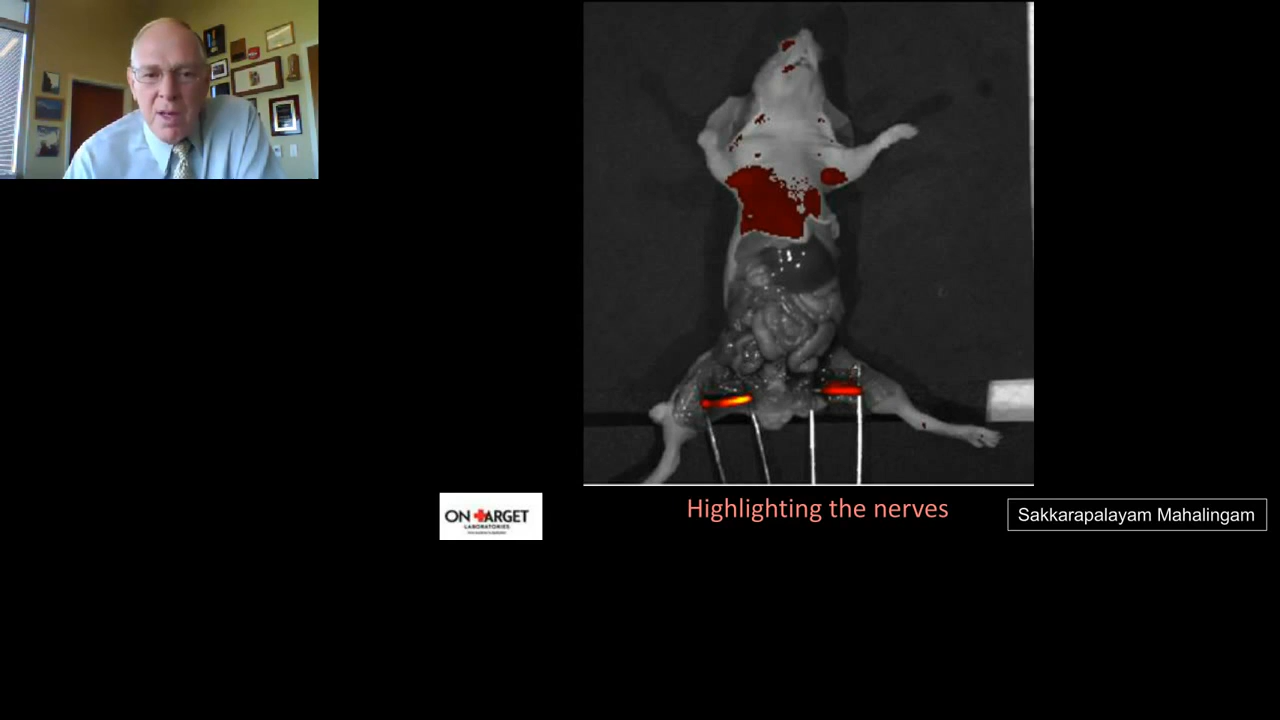 ON TARGET
LABORATORIES
Highlighting the nerves
Sakkarapalayam Mahalingam